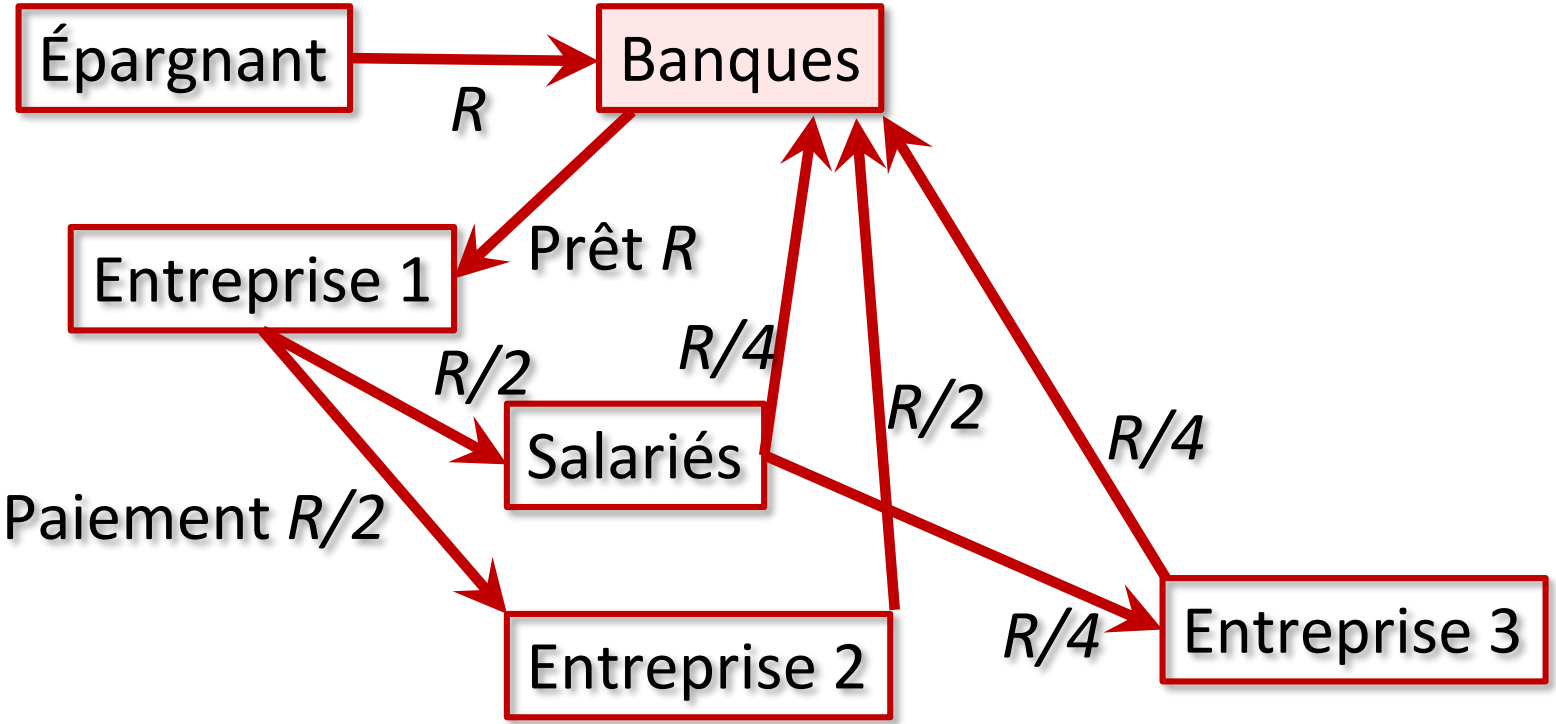 Épargnant
Banques
R
Entreprise 1
Prêt R
R/2
R/4
R/2
R/4
Salariés
Paiement R/2
Entreprise 2
R/4
Entreprise 3